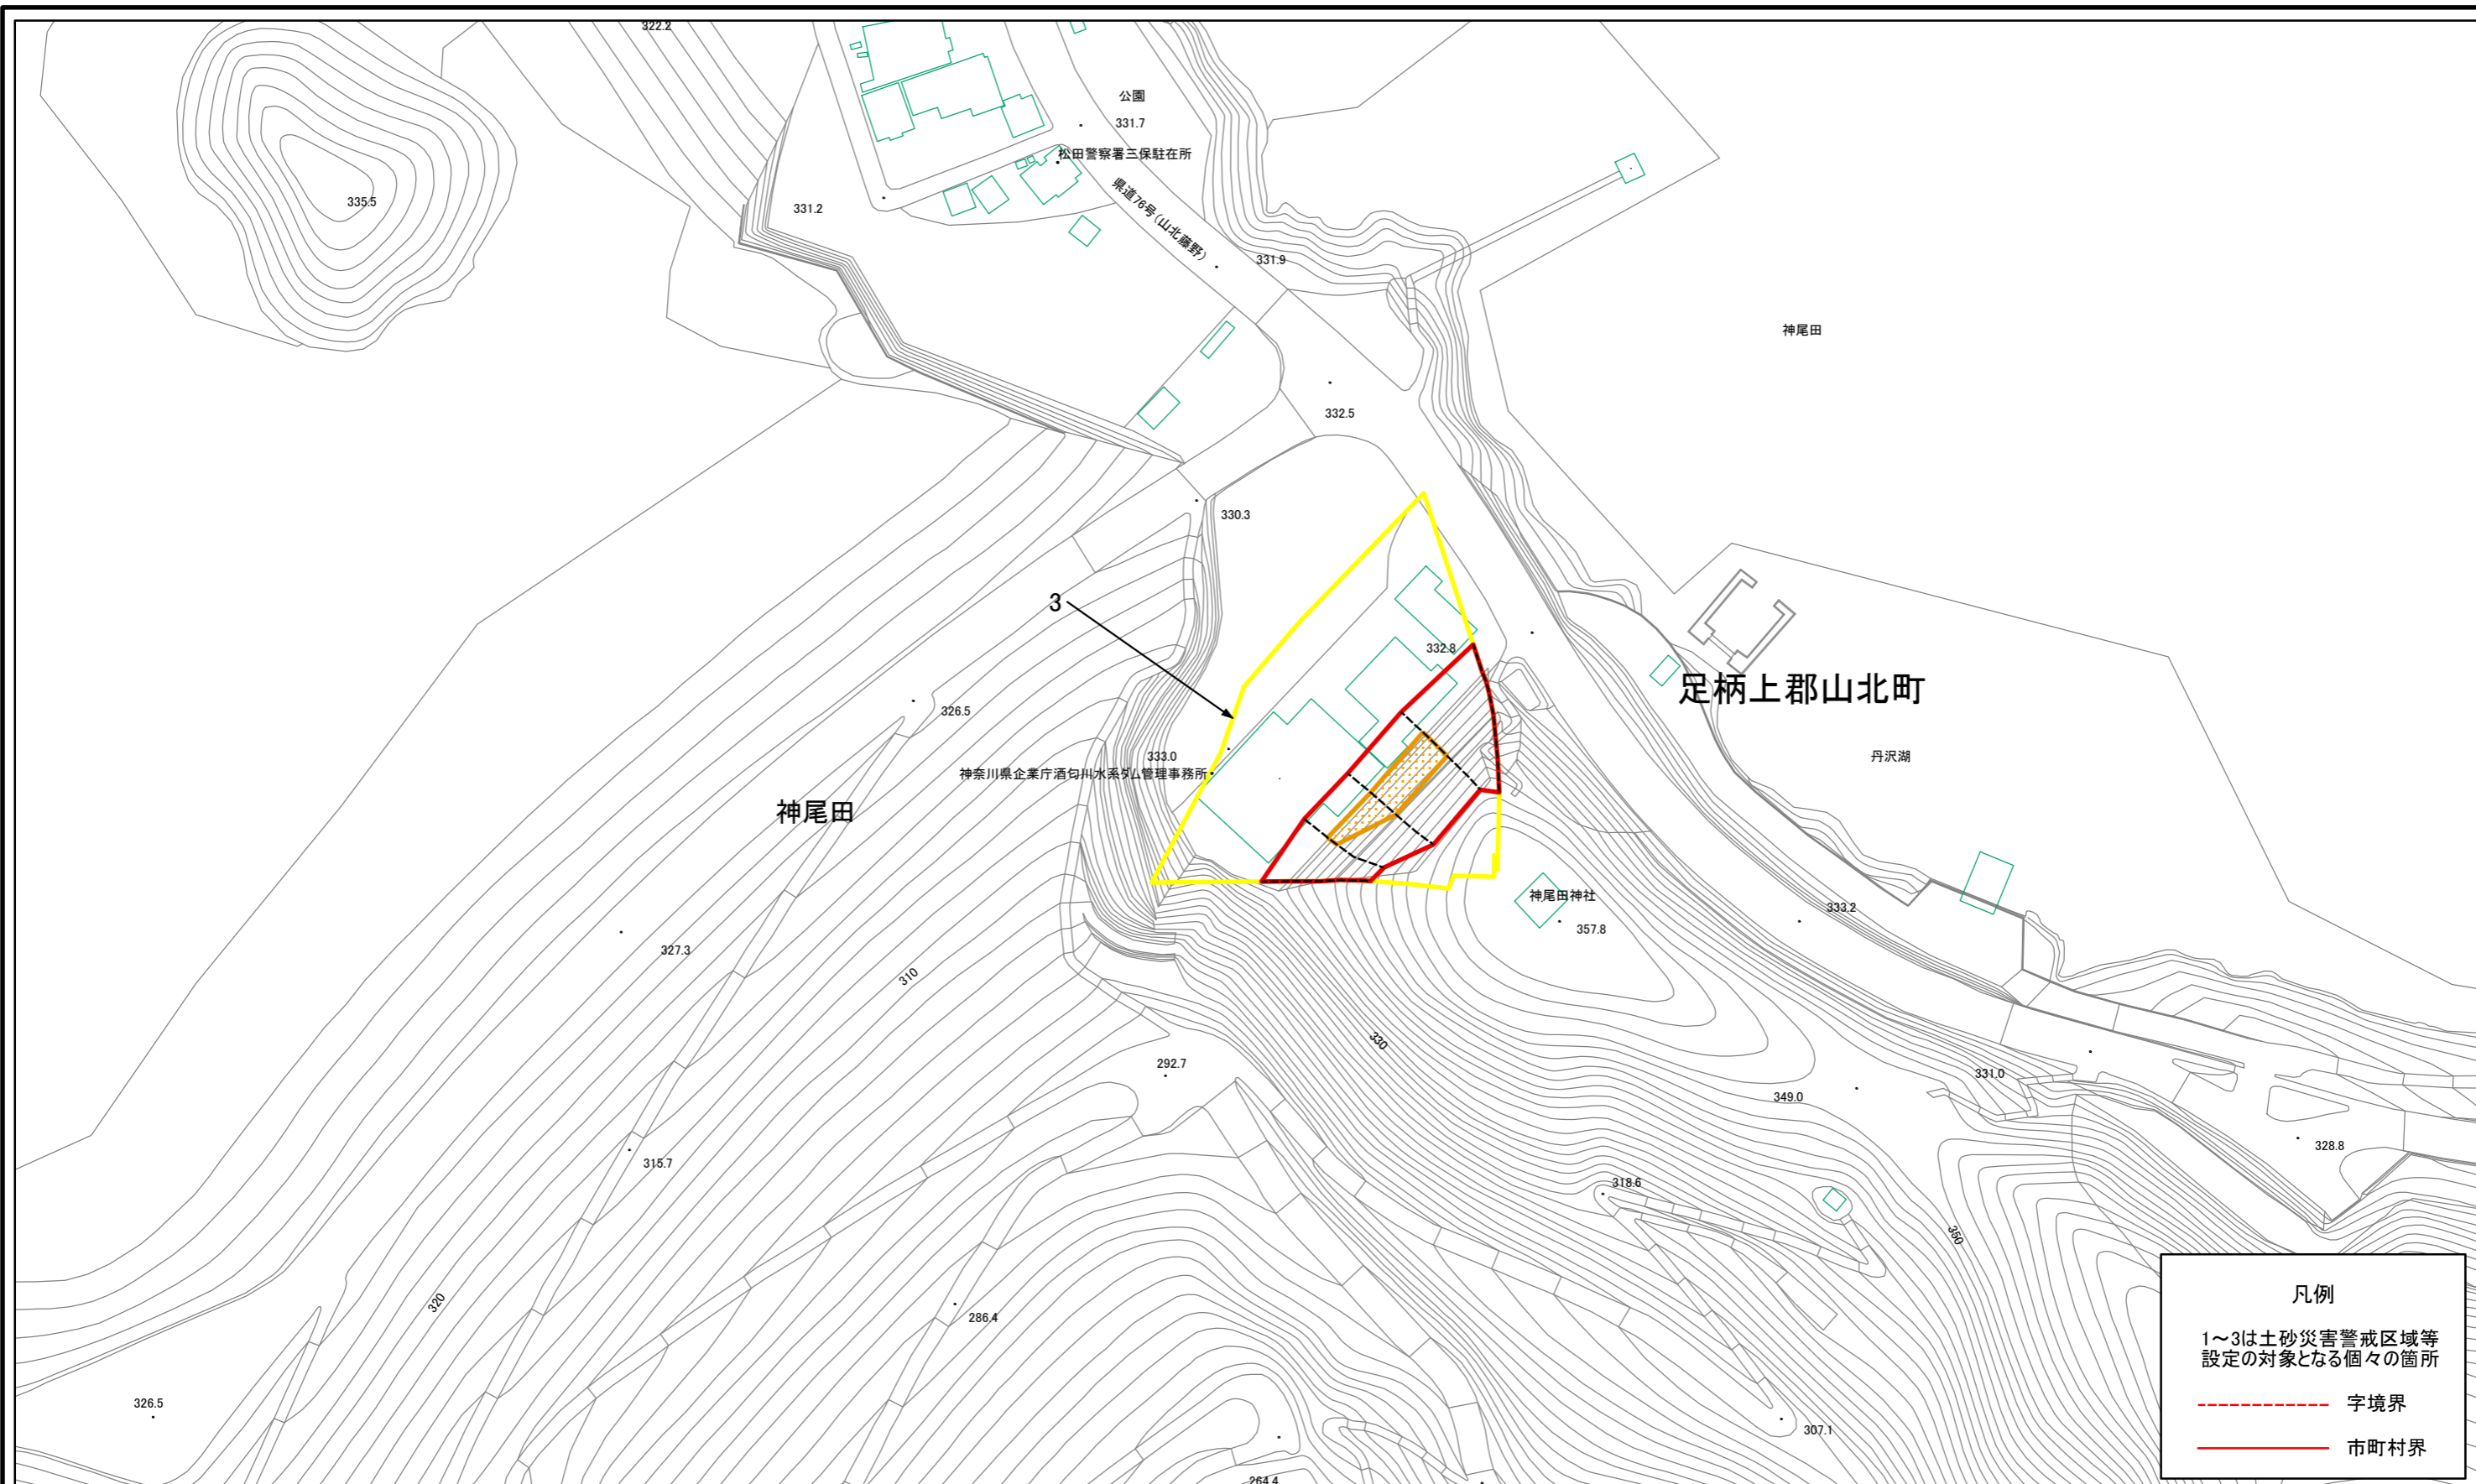 322.2
公園
331.7
松田警察署三保駐在所
県道76号(山北藤野)
335.5
331.2
331.9
神尾田
332.5
330.3
3
332.8
足柄上郡山北町
326.5
333.0
丹沢湖
神奈川県企業庁酒匂川水系ダム管理事務所
神尾田
神尾田神社
333.2
357.8
327.3
310
330
292.7
331.0
349.0
328.8
315.7
318.6
350
320
286.4
326.5
307.1
264.4
凡例
1～3は土砂災害警戒区域等
設定の対象となる個々の箇所
字境界
市町村界